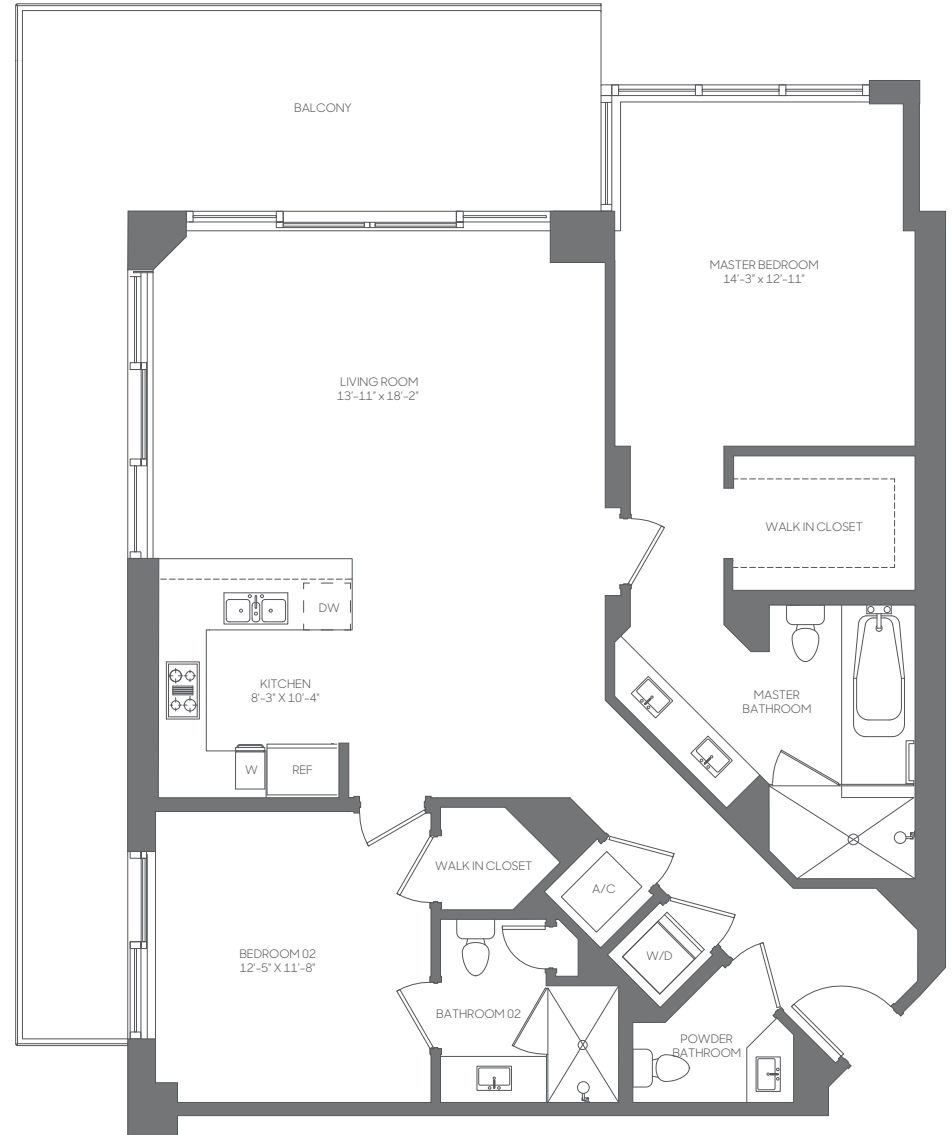 BALCONY
MASTER BEDROOM
14'-3" x 12'-11"
LIVING ROOM
13'-11" x 18'-2"
WALK IN CLOSET
DW
KITCHEN
8'-3" X 10'-4"
MASTER
BATHROOM
W
REF
WALK IN CLOSET
A/C
BEDROOM 02
12'-5" X 11'-8"
W/D
BATHROOM 02
POWDER
BATHROOM